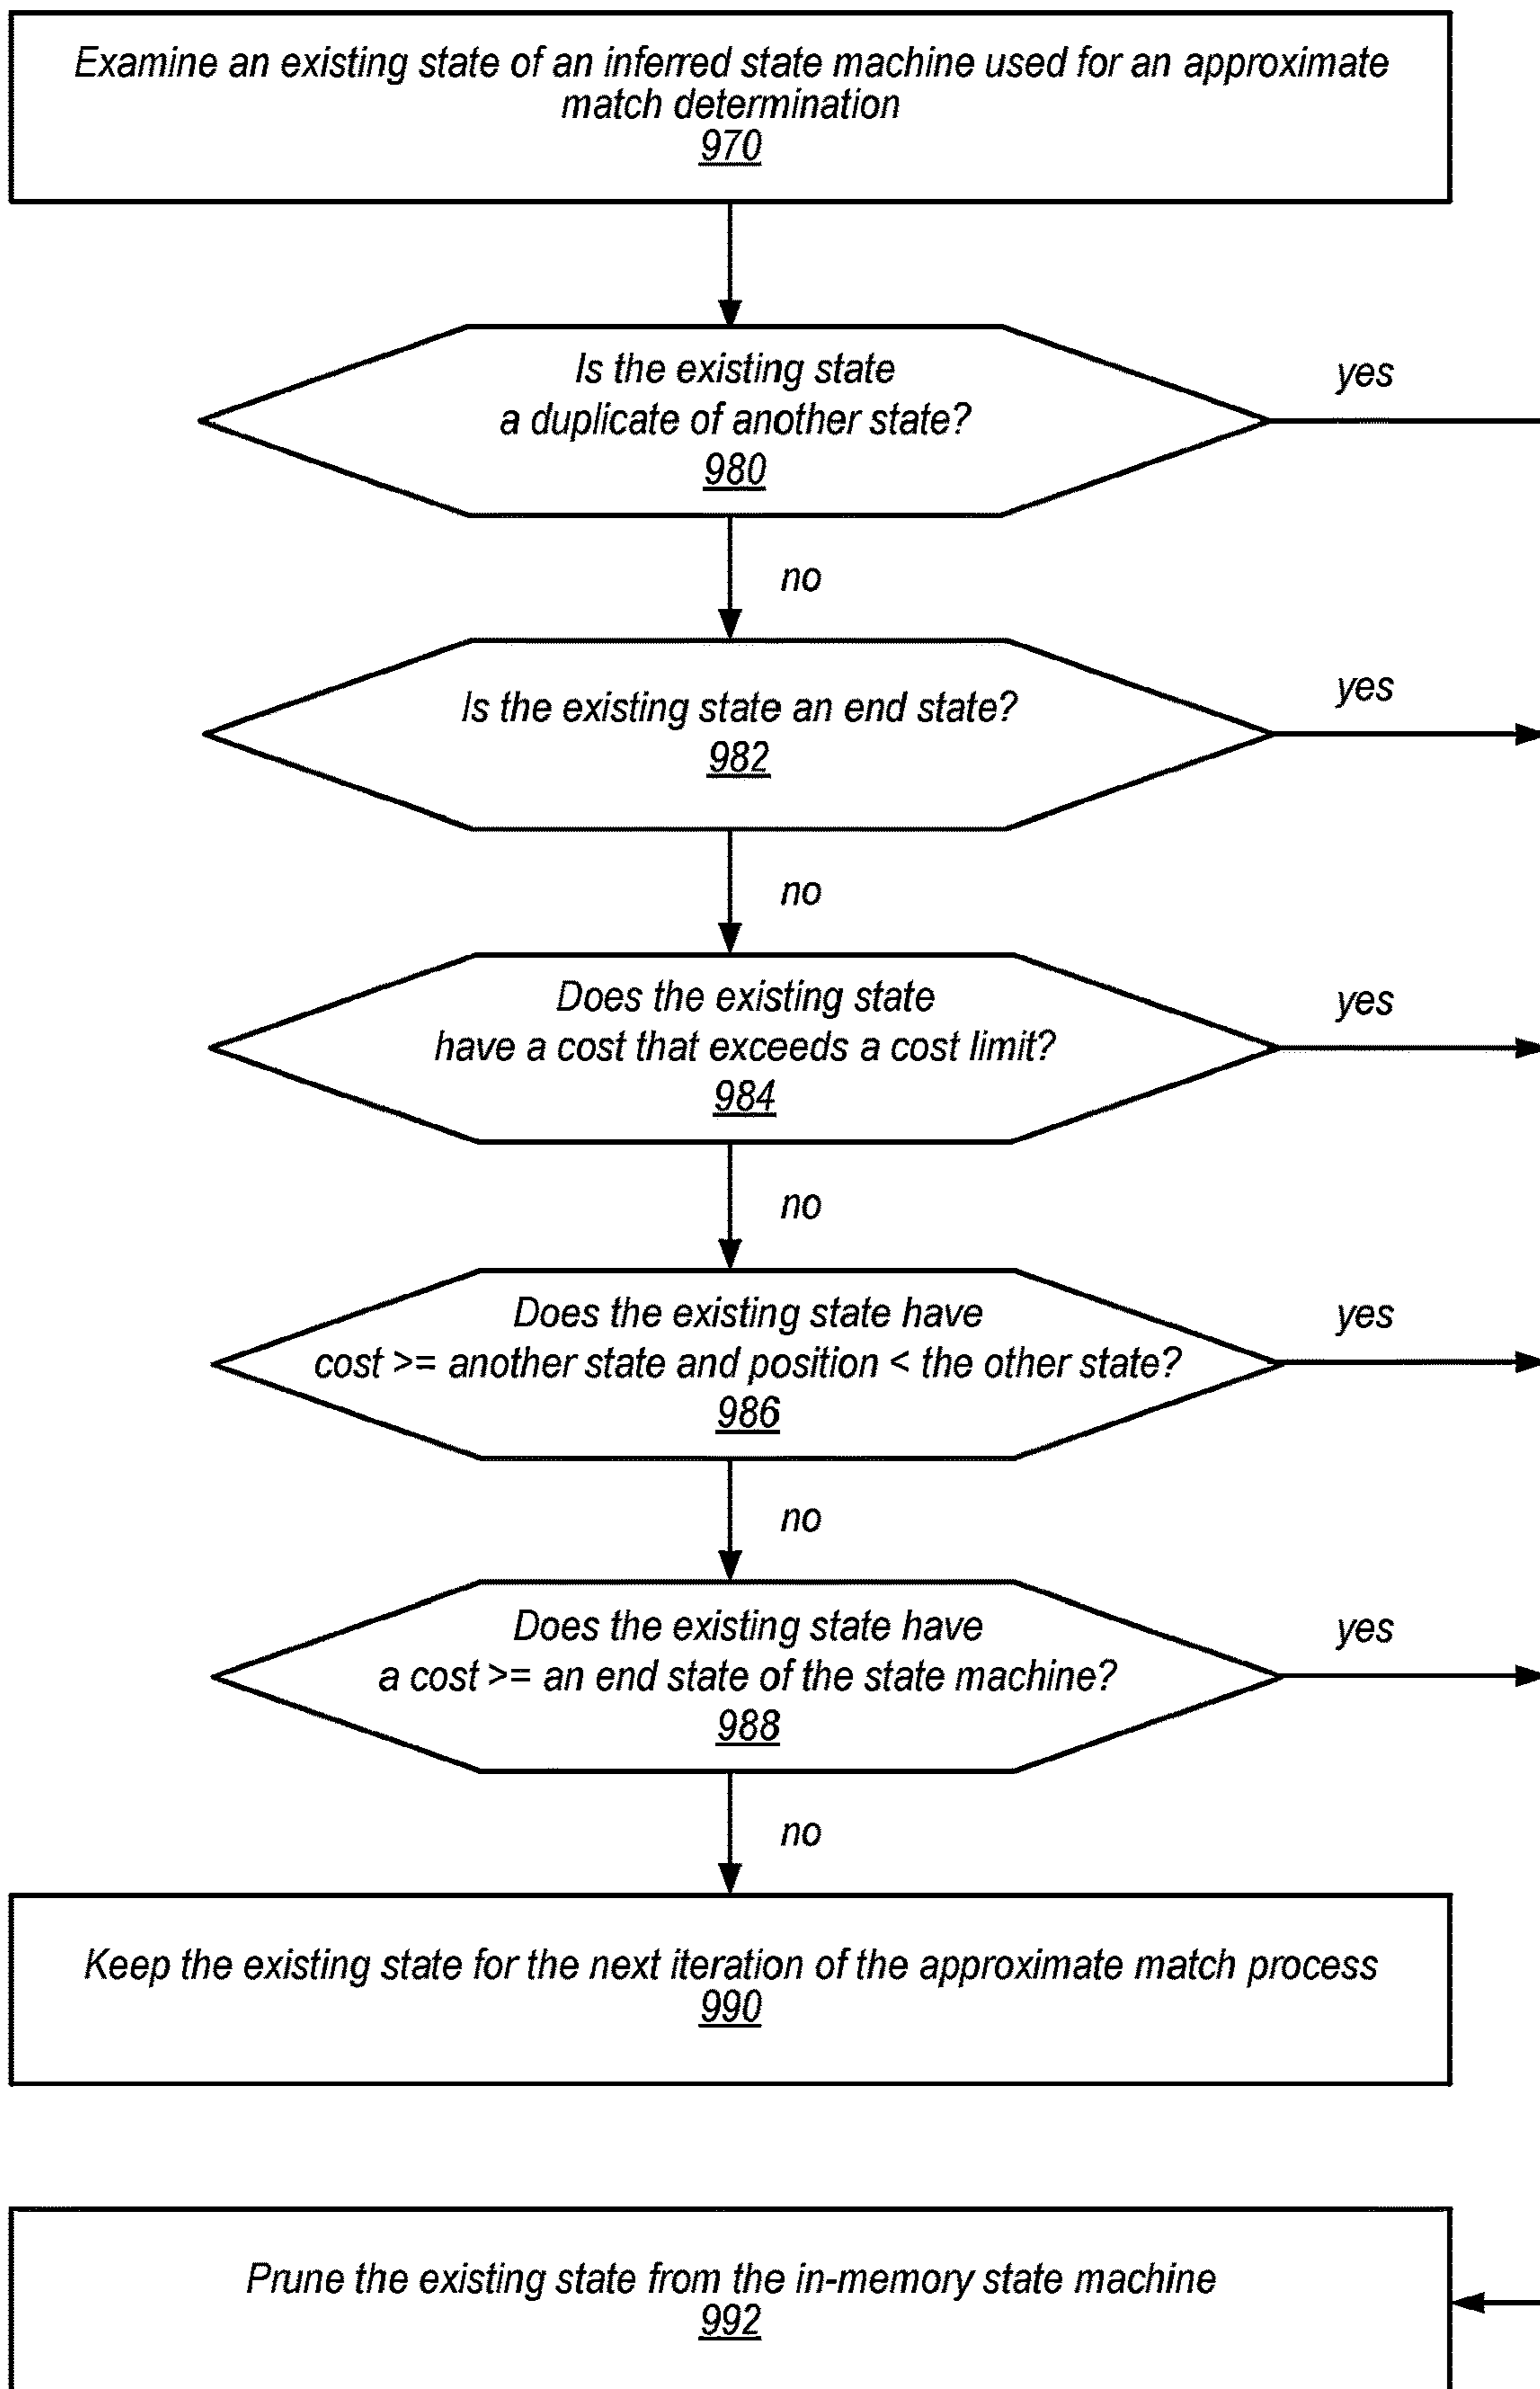 Examine an existing state of an inferred state machine used for an approximate
match determination
970
Is the existing state
a duplicate of another state?
980
yes
no
Is the existing state an end state?
982
yes
no
Does the existing state
have a cost that exceeds a cost limit?
984
yes
no
Does the existing state have
cost >= another state and position < the other state?
986
yes
no
Does the existing state have
a cost >= an end state of the state machine?
988
yes
no
Keep the existing state for the next iteration of the approximate match process
990
Prune the existing state from the in-memory state machine
992